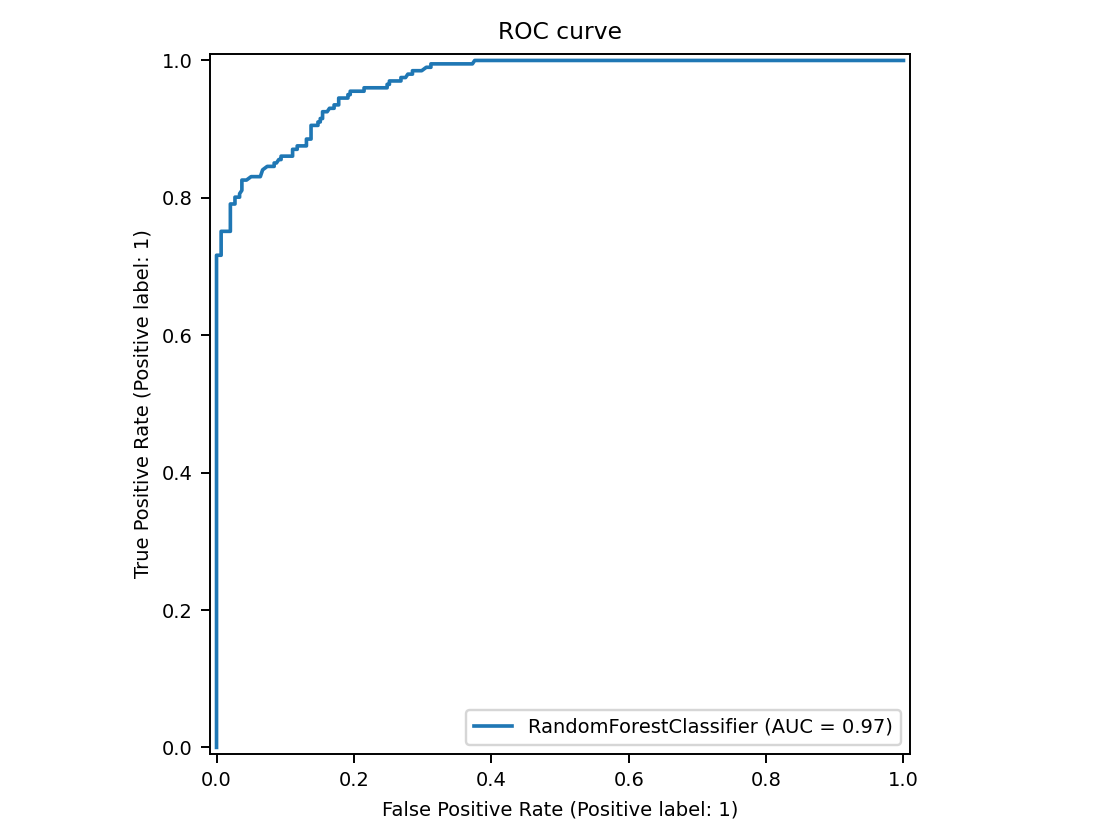 ROC curve
1.0
0.8
0.6
0.4
0.2
0.0
True Positive Rate (Positive label: 1)
RandomForestClassifier (AUC = 0.97)
0.0 0.2 0.4 0.6 0.8 1.0
False Positive Rate (Positive label: 1)